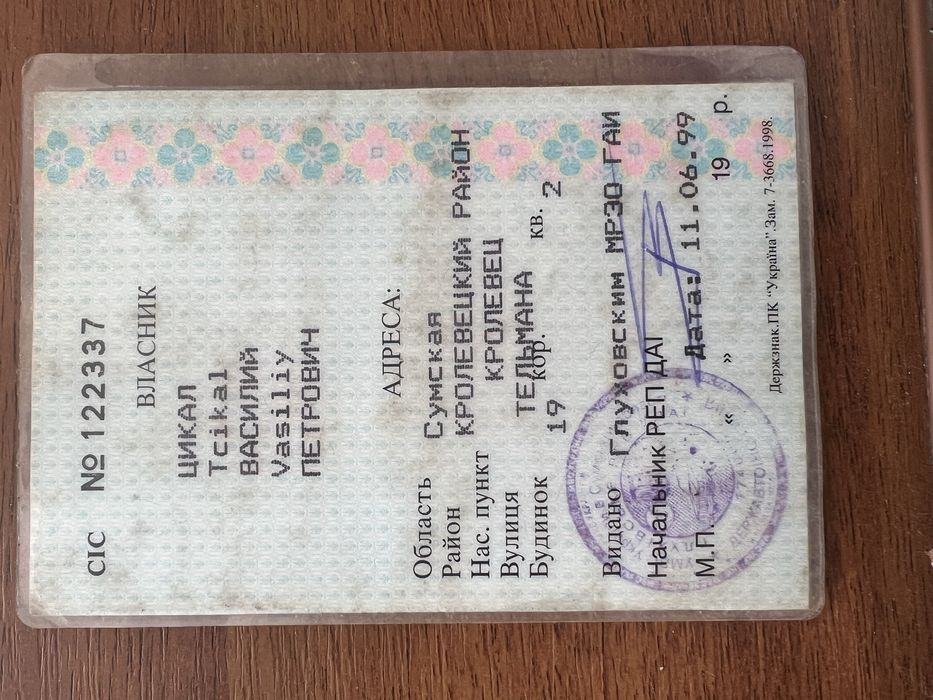 СІС № 122337
ВЛАСНИК
ЦИКАЛ
Tcikal
ВАСИЛИЙ
Vasiliy
ПЕТРОВИЧ
АДРЕСА:
Область Сумская
Район КРОЛЕВЕЦКИЙ РАЙОН
Нас. пункт КРОЛЕВЕЦ
Вулиця ТЕЛЬМАНА
Будинок 19 кор. кв. 2
Видано Глуховским МРЭО ГАИ
Начальник РЕП ДАІ
М.П. Дата: 11.06.99
« » 19 р.
Держзнак.ПК "Україна".Зам. 7-3668.1998.